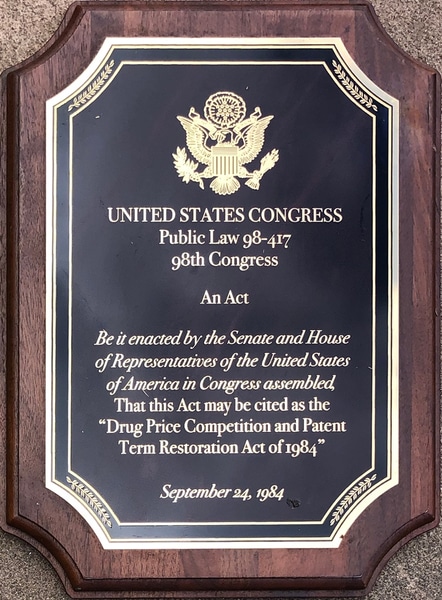 UNITED STATES CONGRESS
Public Law 98-417
98th Congress
An Act
Be it enacted by the Senate and House
of Representatives of the United States
of America in Congress assembled,
That this Act may be cited as the
“Drug Price Competition and Patent
Term Restoration Act of 1984”
September 24, 1984